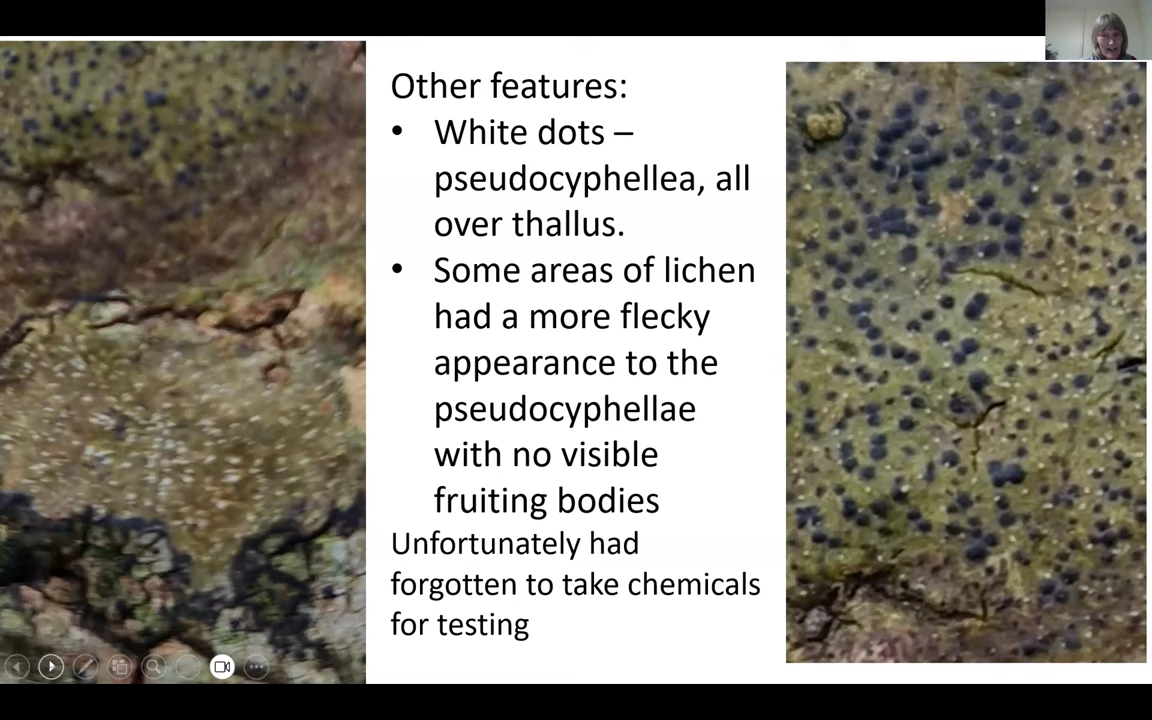 Other features:
• White dots –
pseudocyphellea, all
over thallus.
• Some areas of lichen
had a more flecky
appearance to the
pseudocyphellae
with no visible
fruiting bodies
Unfortunately had
forgotten to take chemicals
for testing